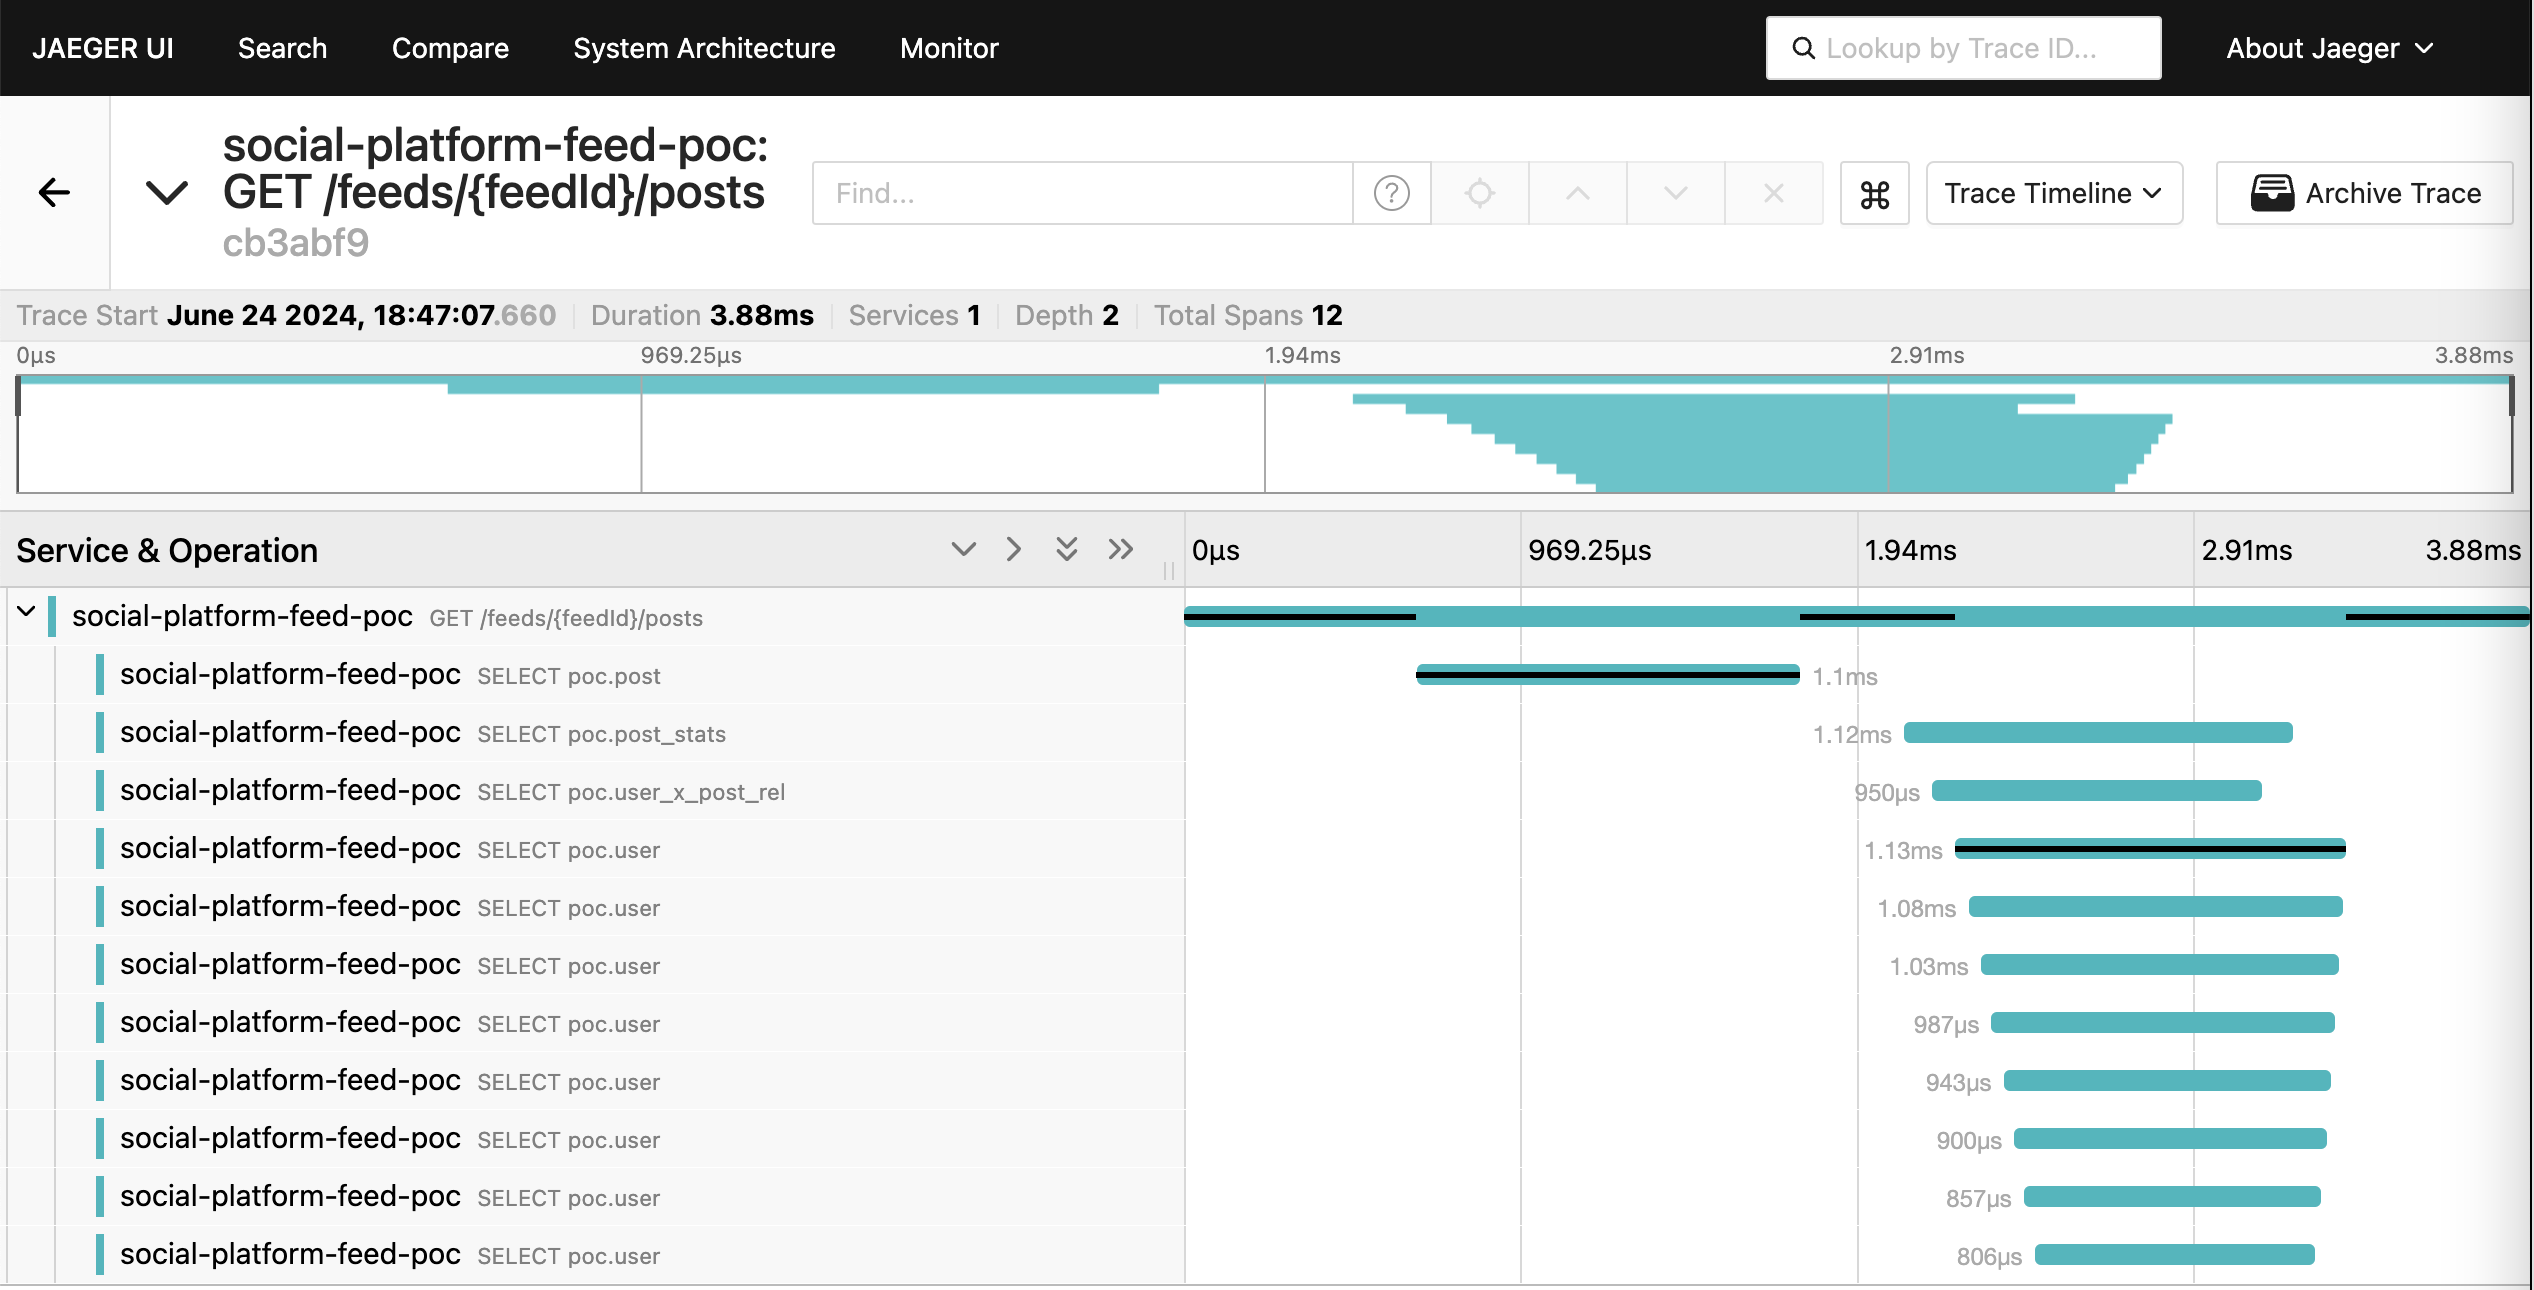 JAEGER UI Search Compare System Architecture Monitor Lookup by Trace ID... About Jaeger
social-platform-feed-poc:
GET /feeds/{feedId}/posts
cb3abf9
Find... Trace Timeline Archive Trace
Trace Start June 24 2024, 18:47:07.660 Duration 3.88ms Services 1 Depth 2 Total Spans 12
0μs 969.25μs 1.94ms 2.91ms 3.88ms
Service & Operation 0μs 969.25μs 1.94ms 2.91ms 3.88ms
social-platform-feed-poc GET /feeds/{feedId}/posts
social-platform-feed-poc SELECT poc.post 1.1ms
social-platform-feed-poc SELECT poc.post_stats 1.12ms
social-platform-feed-poc SELECT poc.user_x_post_rel 950μs
social-platform-feed-poc SELECT poc.user 1.13ms
social-platform-feed-poc SELECT poc.user 1.08ms
social-platform-feed-poc SELECT poc.user 1.03ms
social-platform-feed-poc SELECT poc.user 987μs
social-platform-feed-poc SELECT poc.user 943μs
social-platform-feed-poc SELECT poc.user 900μs
social-platform-feed-poc SELECT poc.user 857μs
social-platform-feed-poc SELECT poc.user 806μs